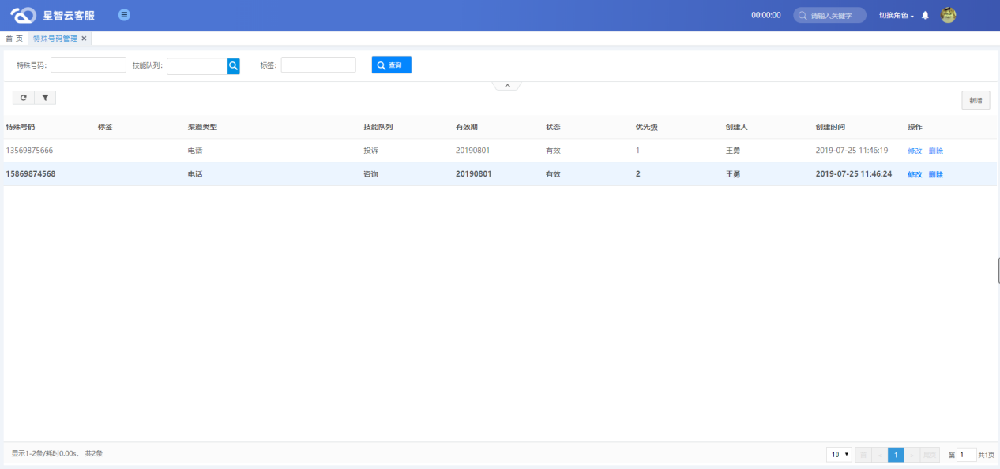 星智云客服 00:00:00 请输入关键字 切换角色
首 页 特殊号码管理 ×
特殊号码: 技能队列: 标签: 查询
新增
特殊号码 标签 渠道类型 技能队列 有效期 状态 优先级 创建人 创建时间 操作
13569875666 电话 投诉 20190801 有效 1 王勇 2019-07-25 11:46:19 修改 删除
15869874568 电话 咨询 20190801 有效 2 王勇 2019-07-25 11:46:24 修改 删除
显示1-2条/耗时0.00s， 共2条 10 首 < 1 > 尾页 第 1 共1页